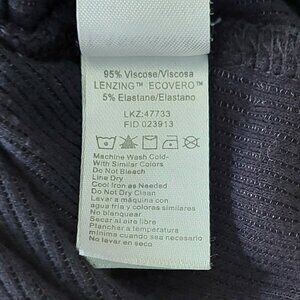 95% Viscose/Viscosa
LENZING™ ECOVERO™
5% Elastane/Elastano
LKZ:47733
FID 023913
Machine Wash Cold-
With Similar Colors
Do Not Bleach
Line Dry
Cool Iron as Needed
Do Not Dry Clean
Lavar a máquina con
agua fría y colores similares
No blanquear
Secar al aire libre
Planchar a temperatura
mínima cuando sea necesario
No lavar en seco